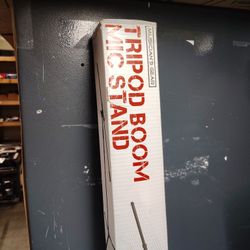 MUSICIAN'S GEAR
TRIPOD BOOM
MIC STAND